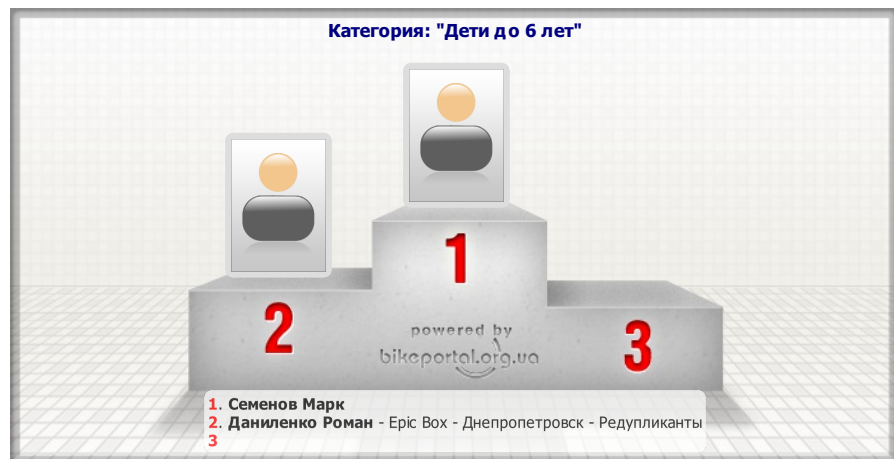 Категория: "Дети до 6 лет"
1
2
3
powered by
bikeportal.org.ua
1. Семенов Марк
2. Даниленко Роман - Epic Box - Днепропетровск - Редупликанты
3